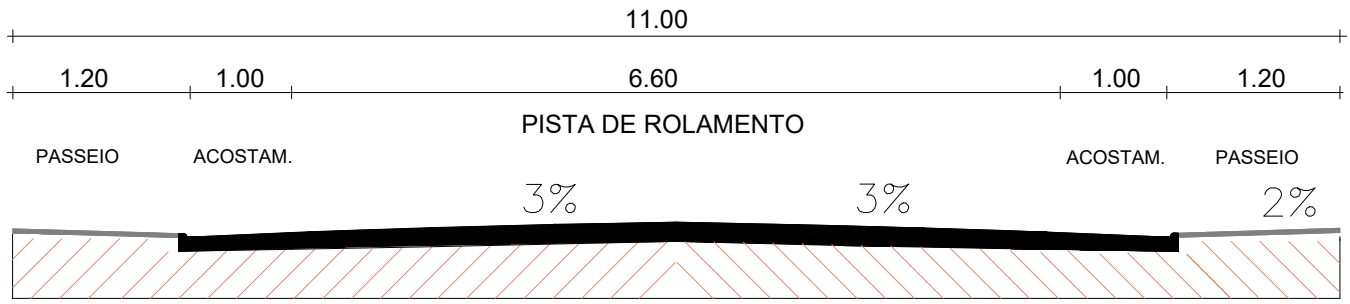 11.00
1.20 1.00 6.60 1.00 1.20
PISTA DE ROLAMENTO
PASSEIO ACOSTAM. ACOSTAM. PASSEIO
3% 3% 2%